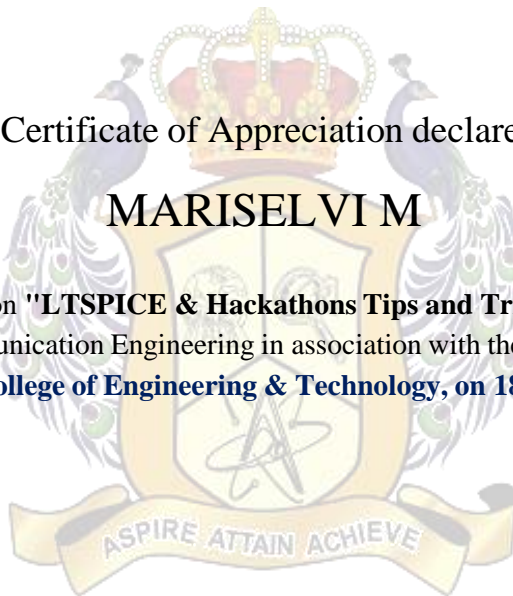 Certificate of Appreciation declare
MARISELVI M
on "LTSPICE & Hackathons Tips and Tr
unication Engineering in association with the
ollege of Engineering & Technology, on 18
ASPIRE ATTAIN ACHIEVE